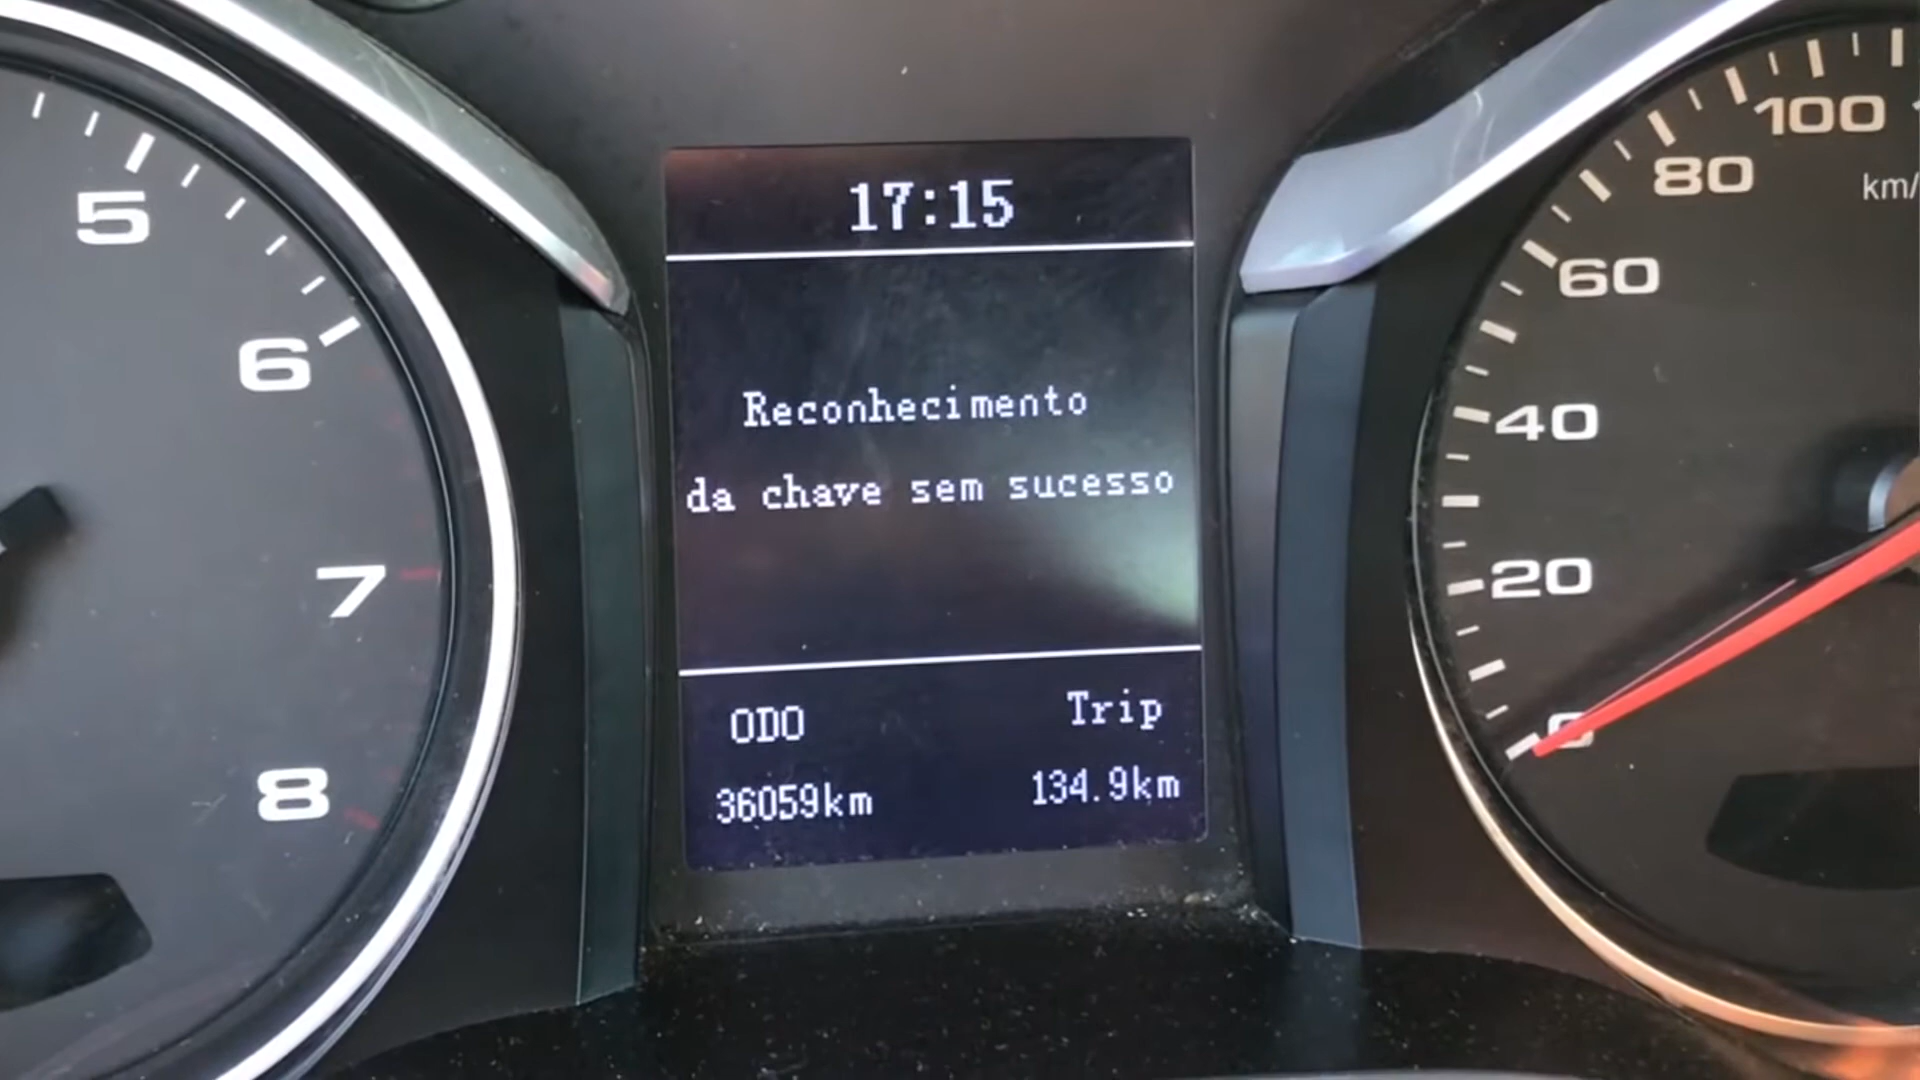 17:15
Reconhecimento
da chave sem sucesso
ODO Trip
36059km 134.9km
5
6
7
8
100
80
km/
60
40
20
0